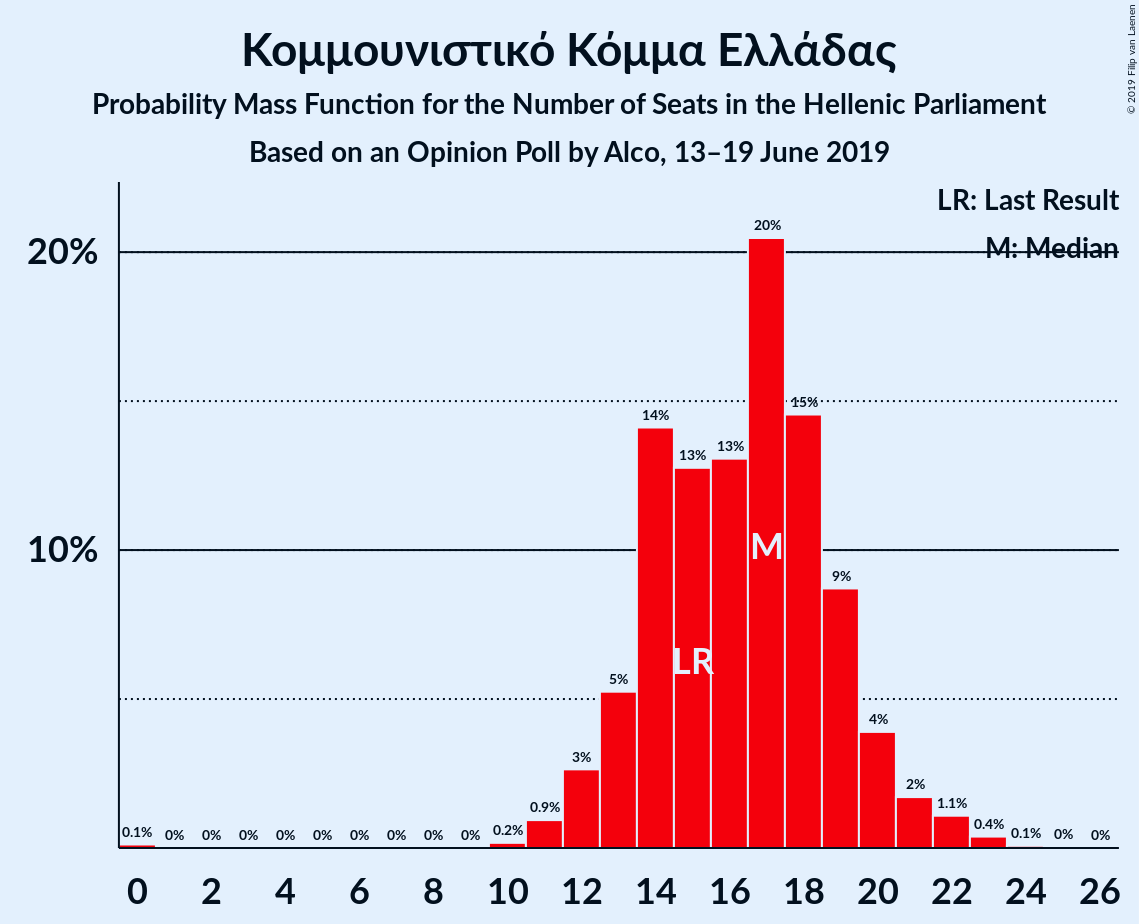 Κομμουνιστικό Κόμμα Ελλάδας
Probability Mass Function for the Number of Seats in the Hellenic Parliament
Based on an Opinion Poll by Alco, 13–19 June 2019
© 2019 Filip van Laenen
LR: Last Result
M: Median
20%
10%
0.1% 0% 0% 0% 0% 0% 0% 0% 0% 0% 0.2% 0.9% 3% 5% 14% 13% 13% 20% 15% 9% 4% 2% 1.1% 0.4% 0.1% 0% 0%
M
LR
0 2 4 6 8 10 12 14 16 18 20 22 24 26